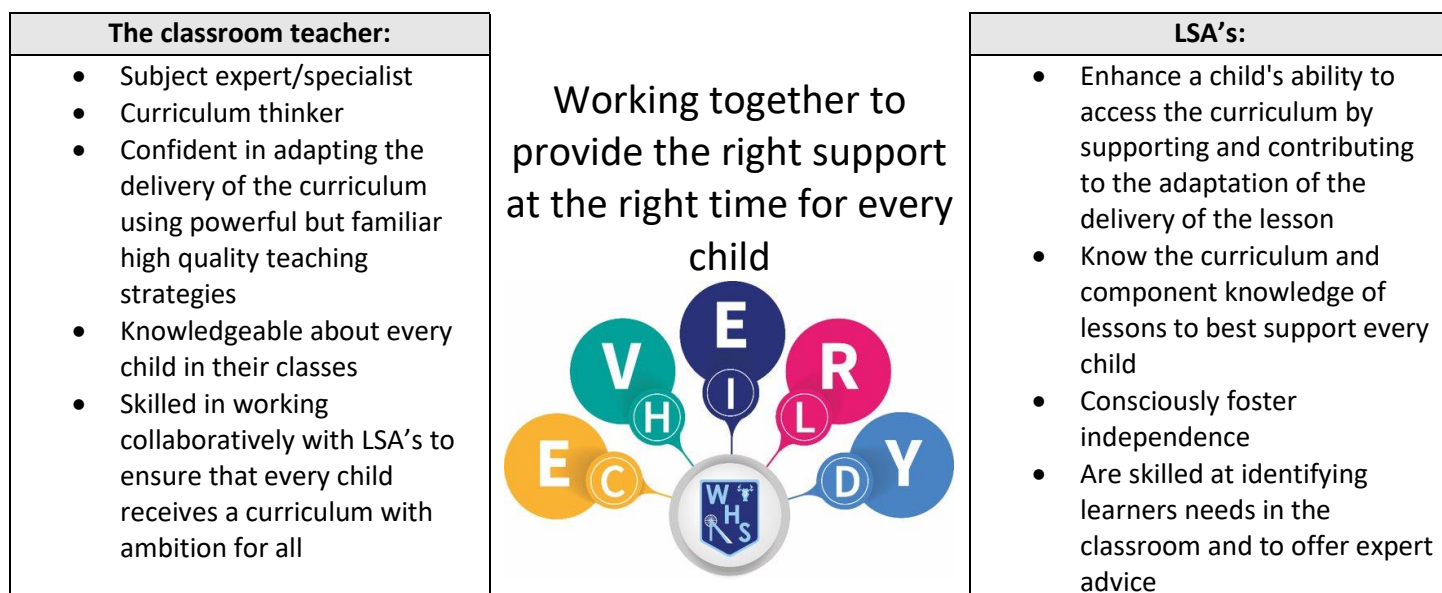 The classroom teacher:
• Subject expert/specialist
• Curriculum thinker
• Confident in adapting the
delivery of the curriculum
using powerful but familiar
high quality teaching
strategies
• Knowledgeable about every
child in their classes
• Skilled in working
collaboratively with LSA’s to
ensure that every child
receives a curriculum with
ambition for all
Working together to
provide the right support
at the right time for every
child
E V E R Y
C H I L D
W
H
S
LSA’s:
• Enhance a child's ability to
access the curriculum by
supporting and contributing
to the adaptation of the
delivery of the lesson
• Know the curriculum and
component knowledge of
lessons to best support every
child
• Consciously foster
independence
• Are skilled at identifying
learners needs in the
classroom and to offer expert
advice